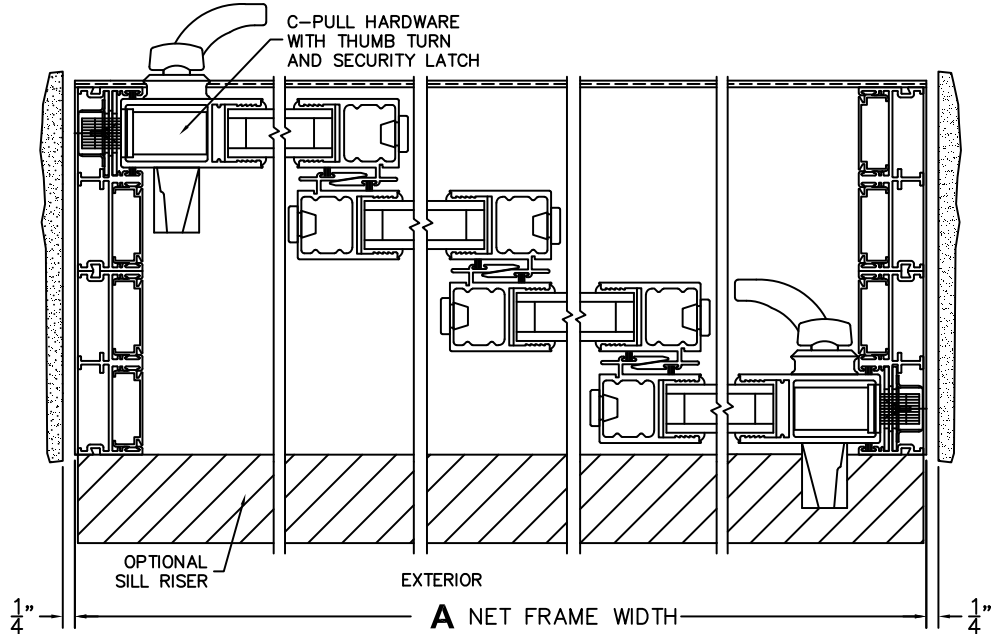 C-PULL HARDWARE
WITH THUMB TURN
AND SECURITY LATCH
OPTIONAL
SILL RISER
EXTERIOR
1/4"
A NET FRAME WIDTH
1/4"